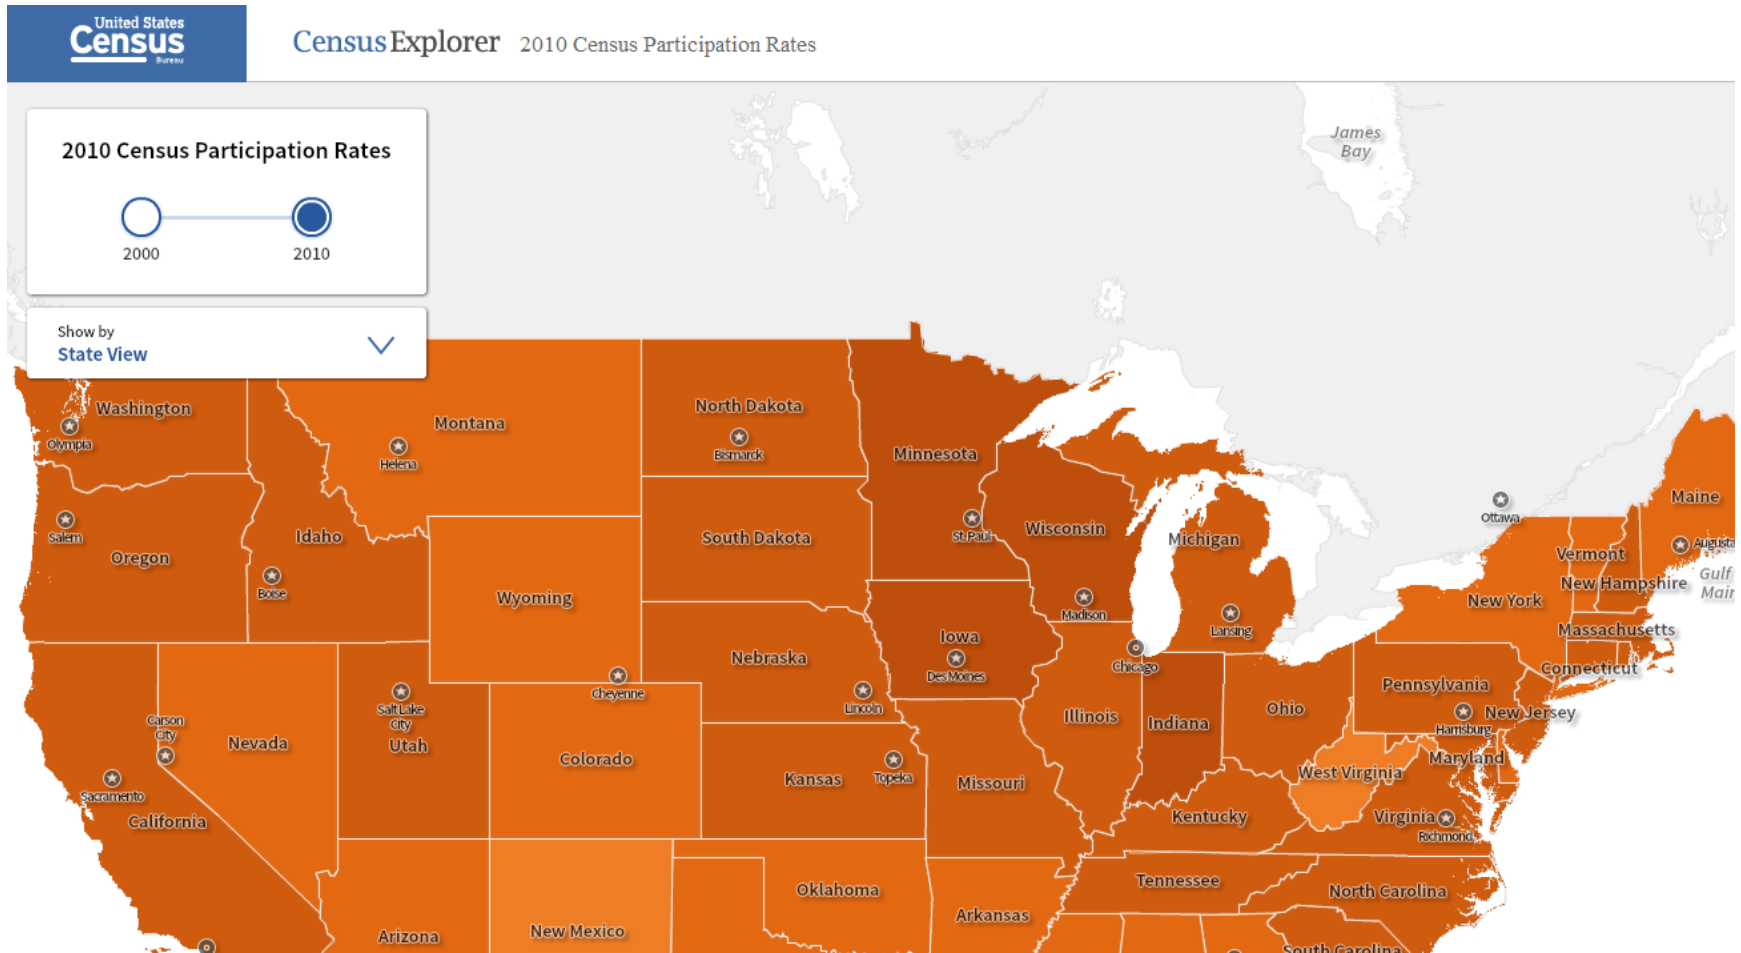 United States
Census
Bureau
Census Explorer 2010 Census Participation Rates
2010 Census Participation Rates
2000 2010
Show by
State View
James
Bay
Washington
Olympia
Montana
Helena
North Dakota
Bismarck
Minnesota
St. Paul
Wisconsin
Madison
Michigan
Lansing
Ottawa
Maine
Augusta
Gulf
Vermont
New Hampshire
New York
Massachusetts
Connecticut
Salem
Oregon
Idaho
Boise
Wyoming
Cheyenne
South Dakota
Nebraska
Lincoln
Iowa
Des Moines
Chicago
Illinois
Indiana
Ohio
Pennsylvania
Harrisburg
New Jersey
Maryland
West Virginia
Virginia
Richmond
Carson
City
Nevada
Sacramento
California
Salt Lake
City
Utah
Colorado
Kansas
Topeka
Missouri
Kentucky
Tennessee
North Carolina
South Carolina
Arizona
New Mexico
Oklahoma
Arkansas